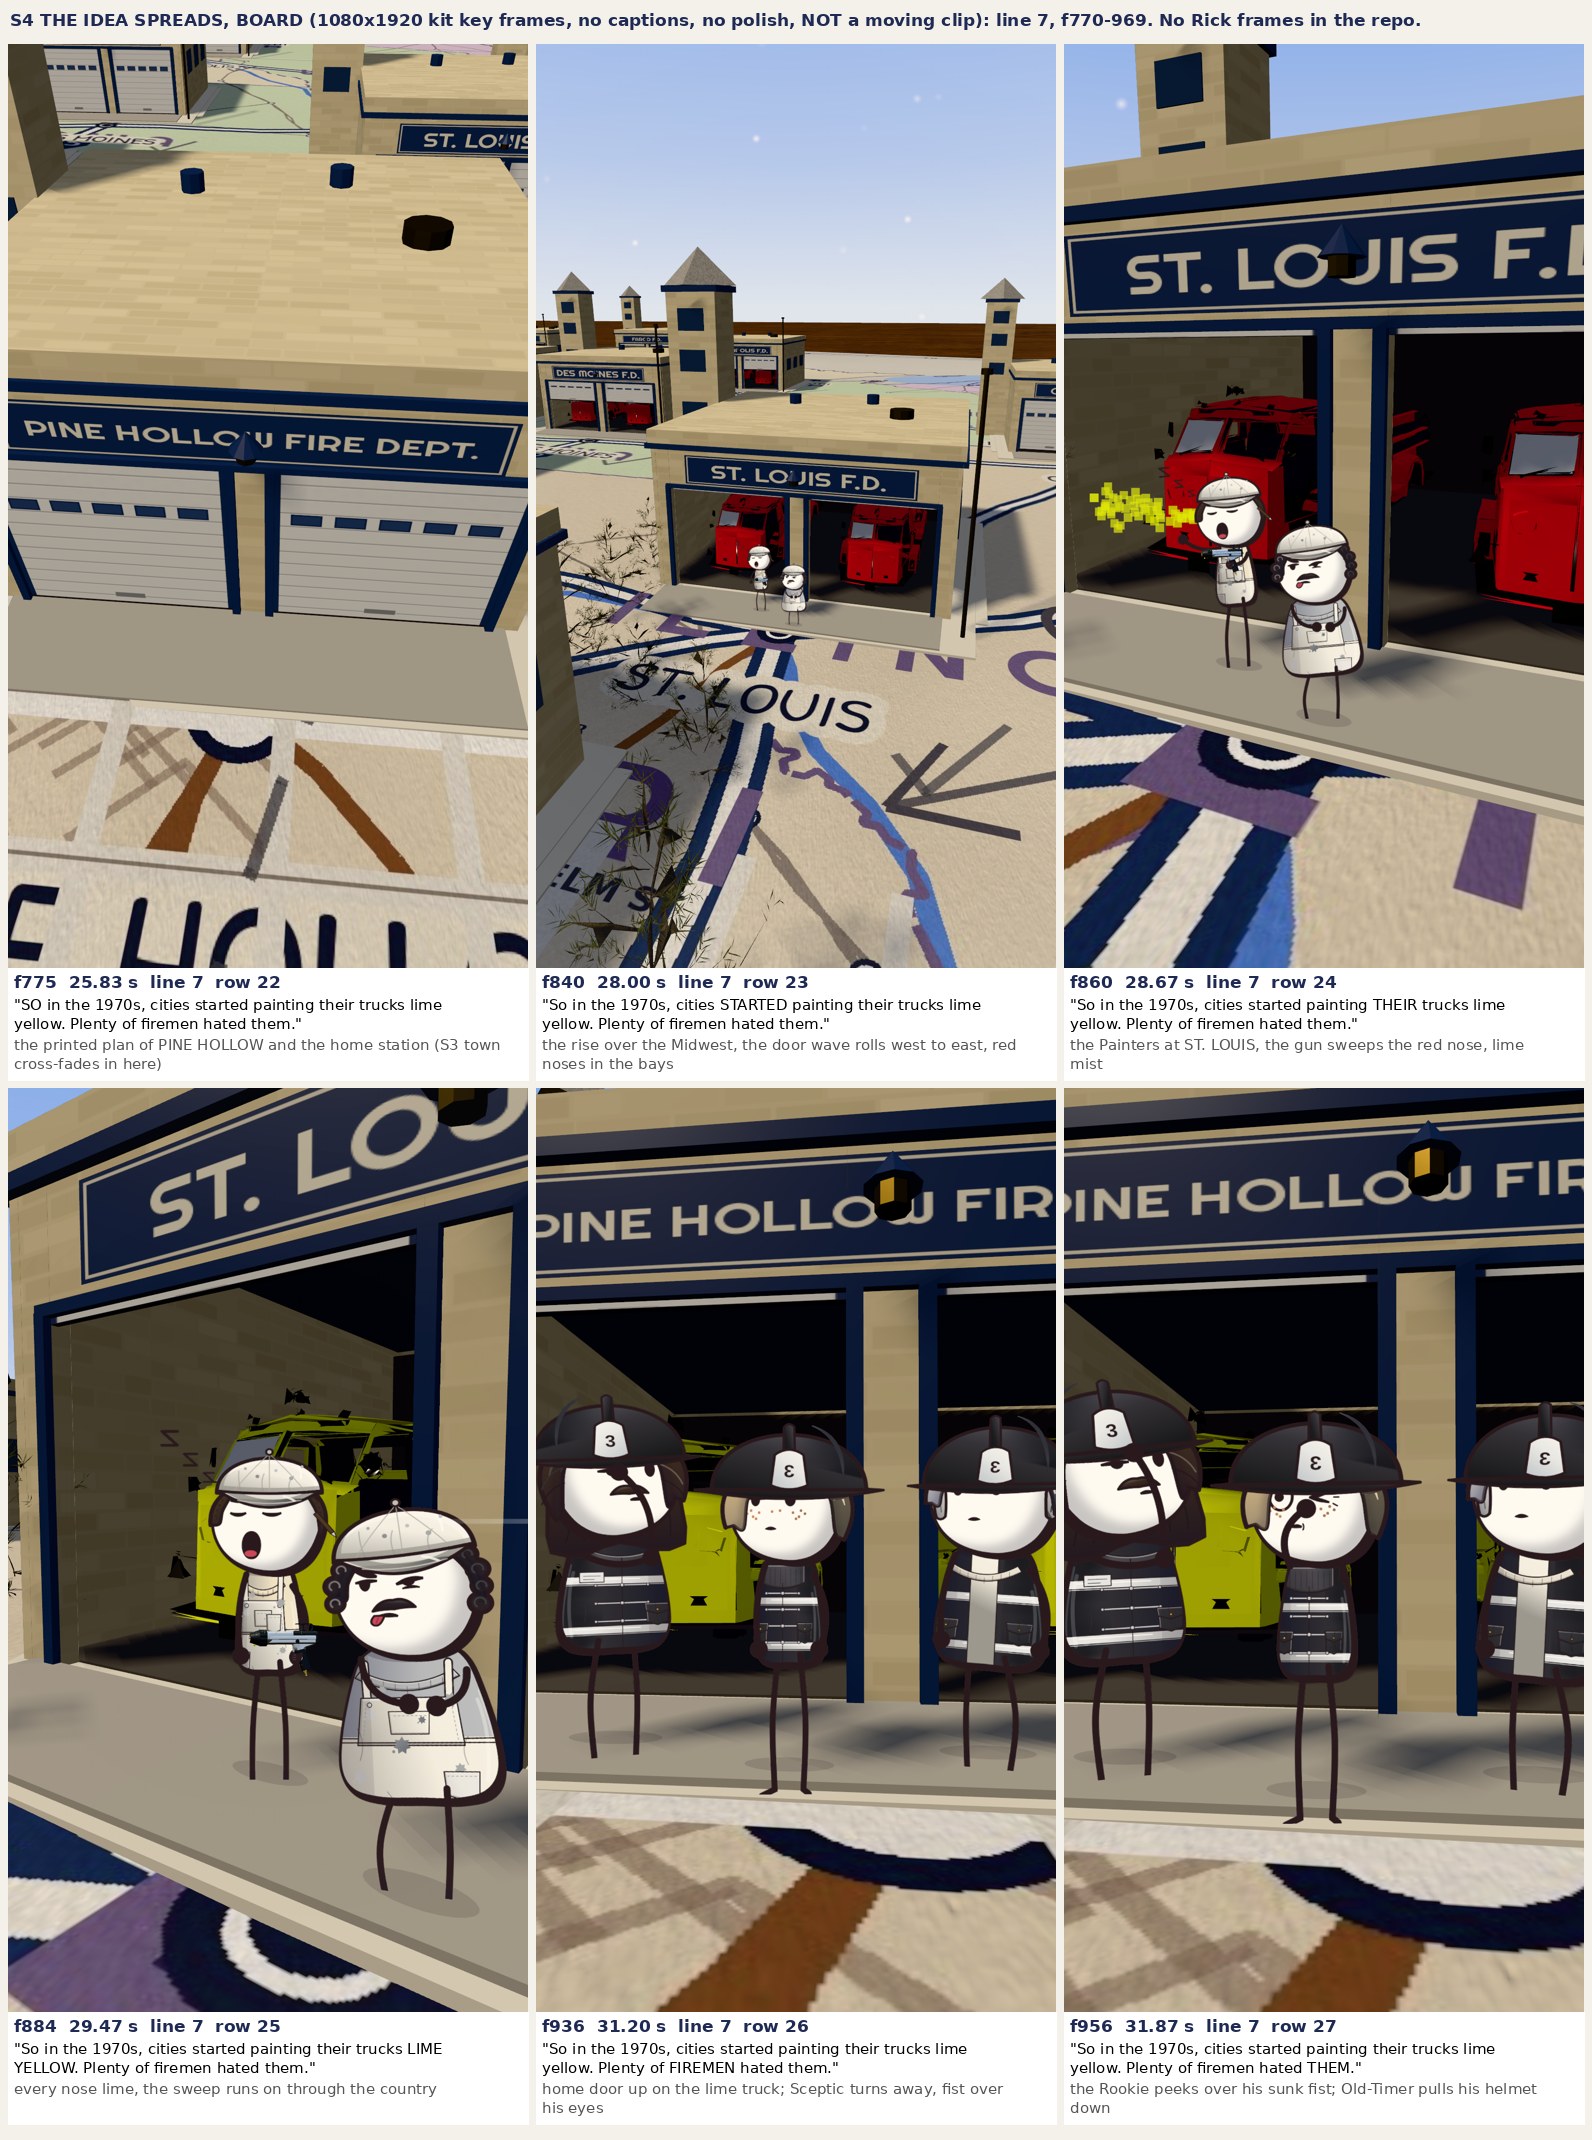 S4 THE IDEA SPREADS, BOARD (1080x1920 kit key frames, no captions, no polish, NOT a moving clip): line 7, f770-969. No Rick frames in the repo.
ST. LOUIS
PINE HOLLOW FIRE DEPT.
DES MOINES F.D.
ST. LOUIS F.D.
ST. LOUIS
ELM S
ST. LOUIS F.D
f775 25.83 s line 7 row 22
"SO in the 1970s, cities started painting their trucks lime
yellow. Plenty of firemen hated them."
the printed plan of PINE HOLLOW and the home station (S3 town
cross-fades in here)
f840 28.00 s line 7 row 23
"So in the 1970s, cities STARTED painting their trucks lime
yellow. Plenty of firemen hated them."
the rise over the Midwest, the door wave rolls west to east, red
noses in the bays
f860 28.67 s line 7 row 24
"So in the 1970s, cities started painting THEIR trucks lime
yellow. Plenty of firemen hated them."
the Painters at ST. LOUIS, the gun sweeps the red nose, lime
mist
ST. LOU
z
z
z
PINE HOLLOW FIR
3
3
3
PINE HOLLOW FIR
3
3
3
f884 29.47 s line 7 row 25
"So in the 1970s, cities started painting their trucks LIME
YELLOW. Plenty of firemen hated them."
every nose lime, the sweep runs on through the country
f936 31.20 s line 7 row 26
"So in the 1970s, cities started painting their trucks lime
yellow. Plenty of FIREMEN hated them."
home door up on the lime truck; Sceptic turns away, fist over
his eyes
f956 31.87 s line 7 row 27
"So in the 1970s, cities started painting their trucks lime
yellow. Plenty of firemen hated THEM."
the Rookie peeks over his sunk fist; Old-Timer pulls his helmet
down